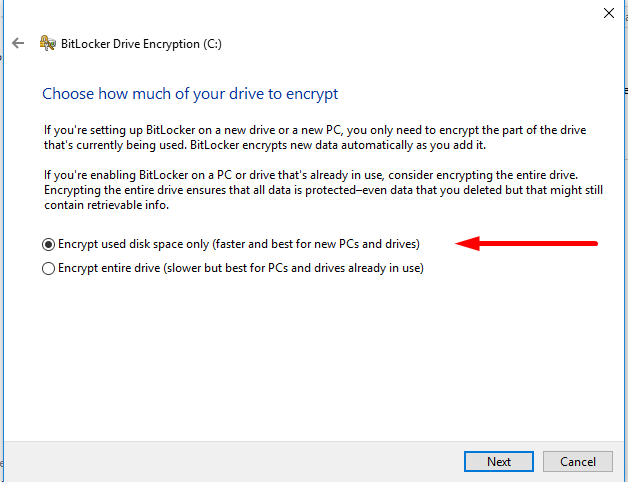 BitLocker Drive Encryption (C:)
Choose how much of your drive to encrypt
If you're setting up BitLocker on a new drive or a new PC, you only need to encrypt the part of the drive
that's currently being used. BitLocker encrypts new data automatically as you add it.
If you're enabling BitLocker on a PC or drive that's already in use, consider encrypting the entire drive.
Encrypting the entire drive ensures that all data is protected–even data that you deleted but that might still
contain retrievable info.
Encrypt used disk space only (faster and best for new PCs and drives)
Encrypt entire drive (slower but best for PCs and drives already in use)
Next Cancel